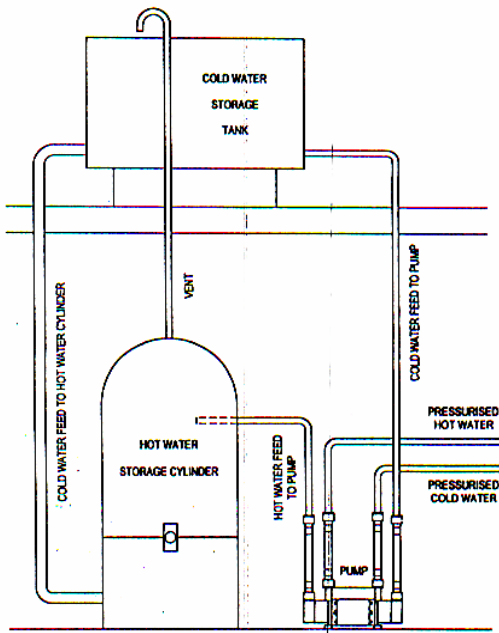 COLD WATER
STORAGE
TANK
VENT
COLD WATER FEED TO HOT WATER CYLINDER
COLD WATER FEED TO PUMP
PRESSURISED
HOT WATER
HOT WATER
STORAGE CYLINDER
HOT WATER FEED
TO PUMP
PRESSURISED
COLD WATER
PUMP